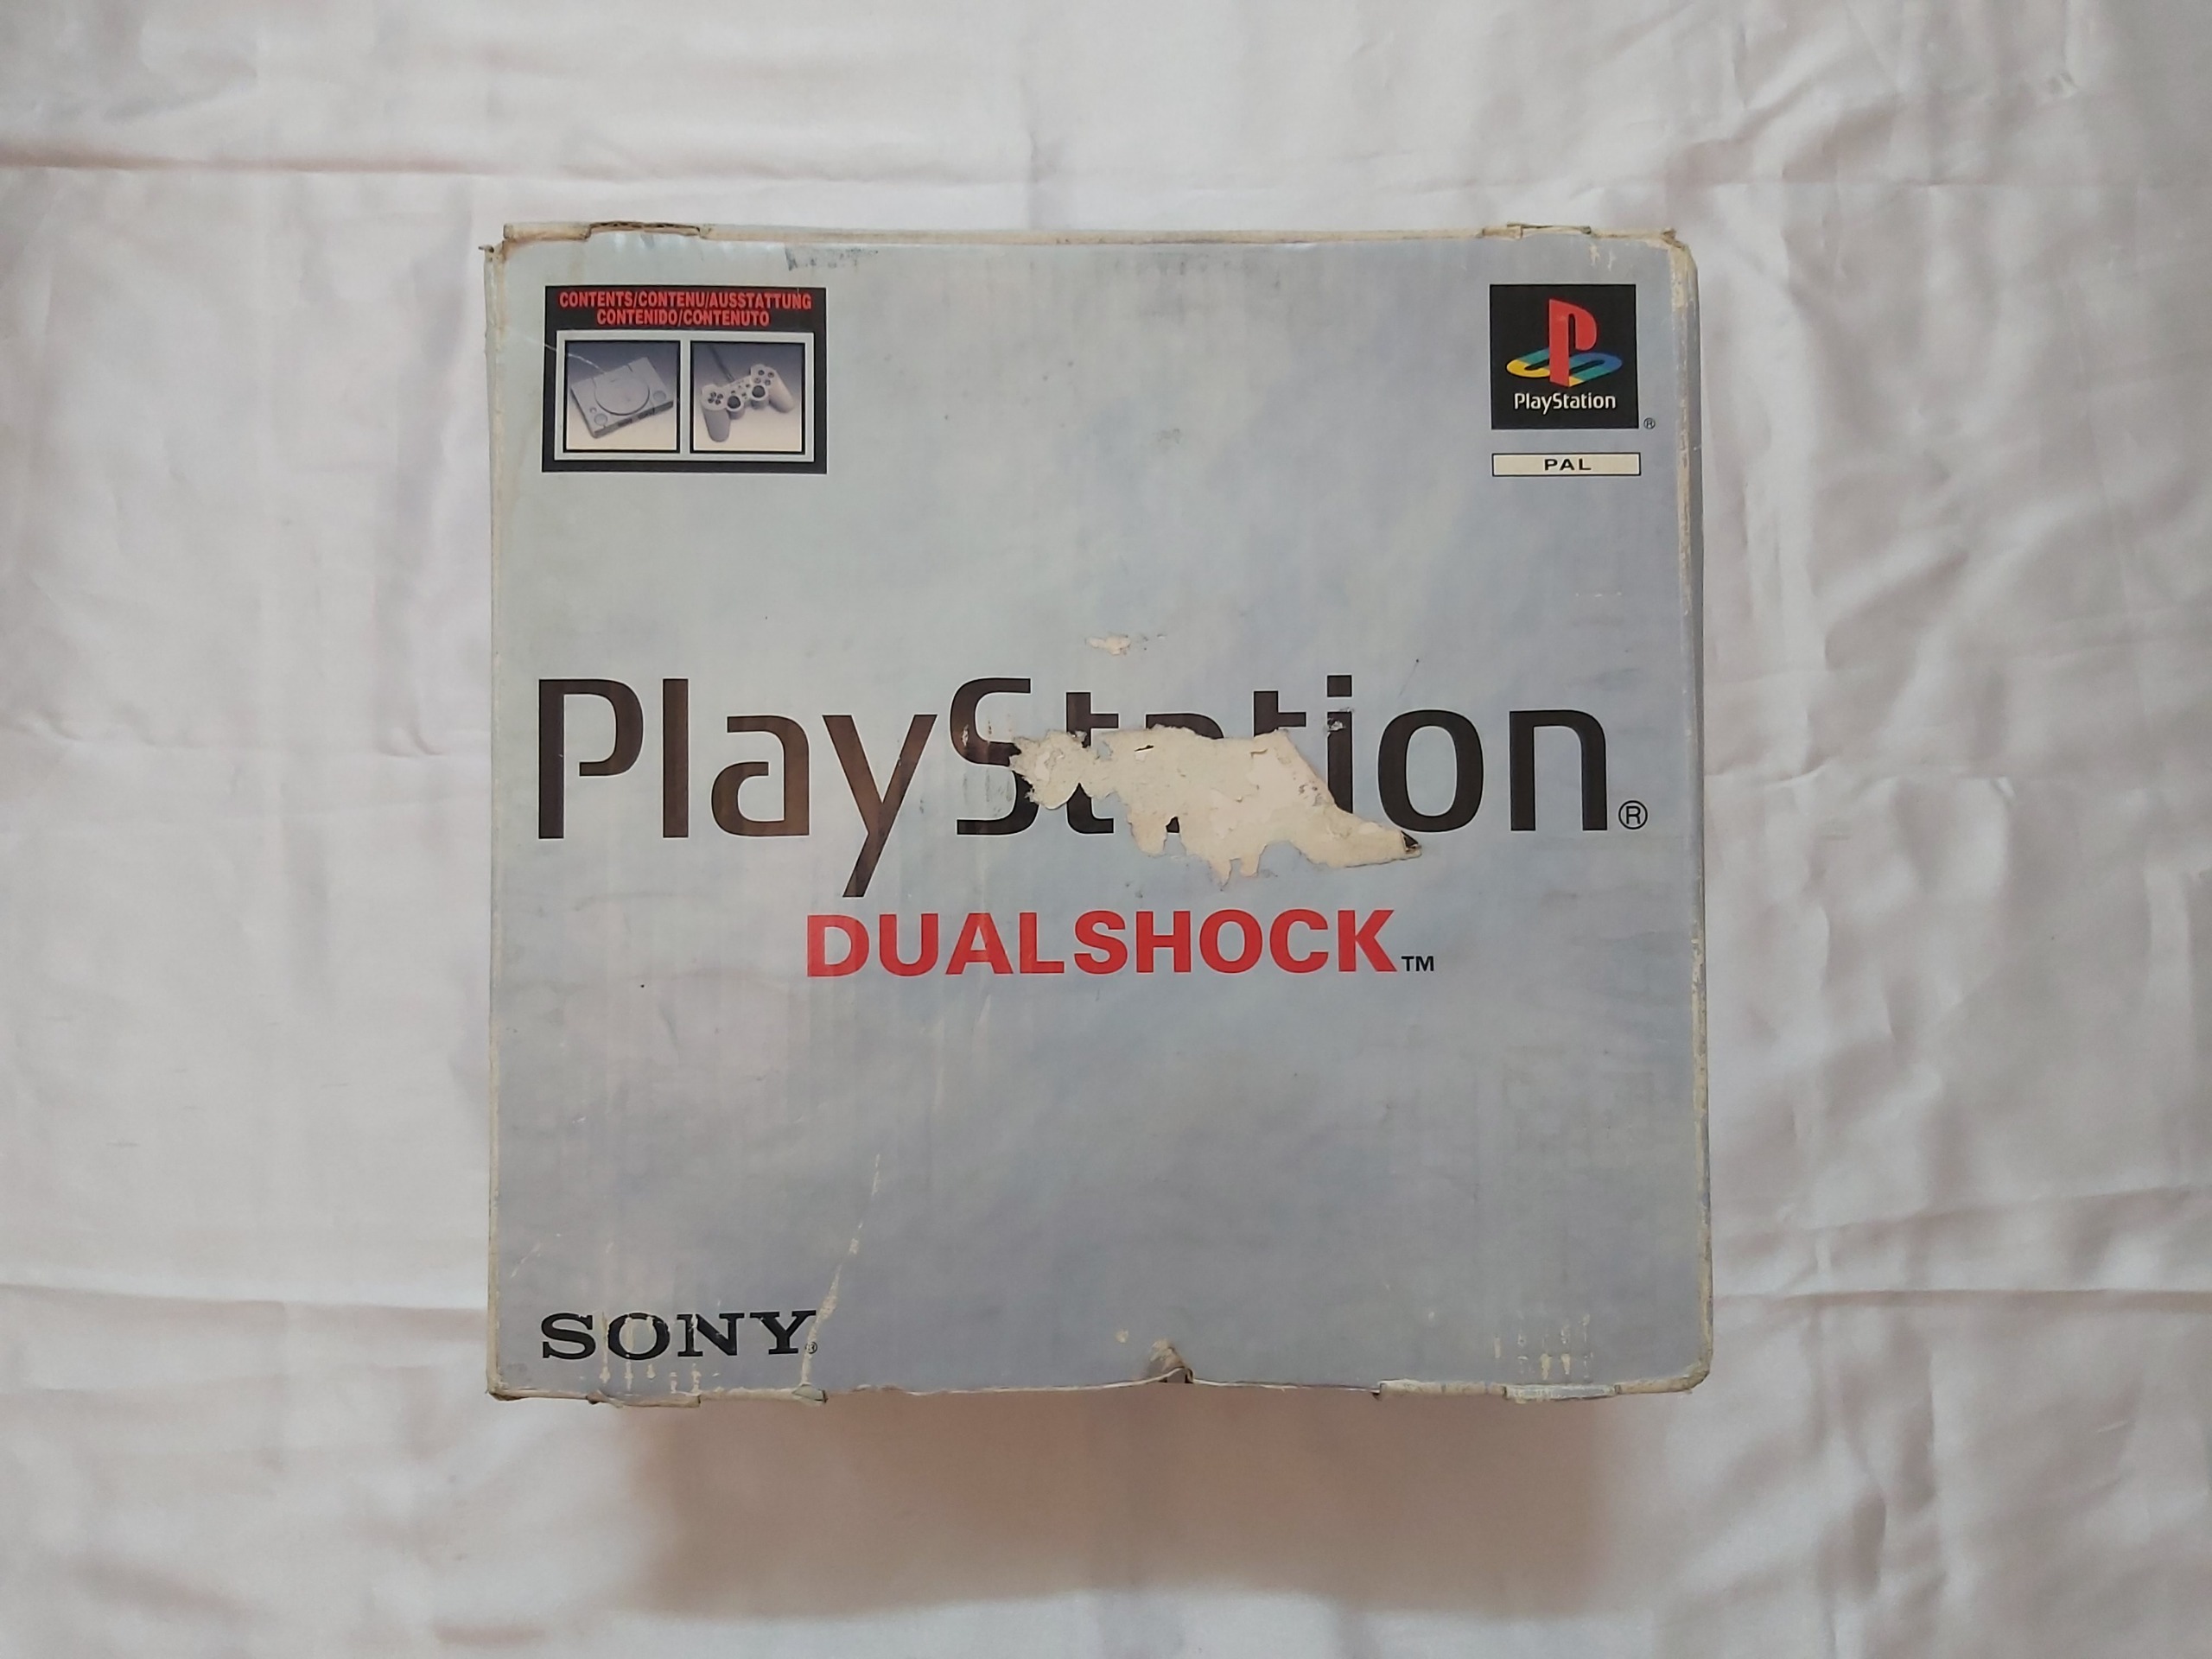 CONTENTS/CONTENU/AUSSTATTUNG
CONTENIDO/CONTENUTO
PlayStation
®
PAL
PlayStation®
DUALSHOCK™
SONY®